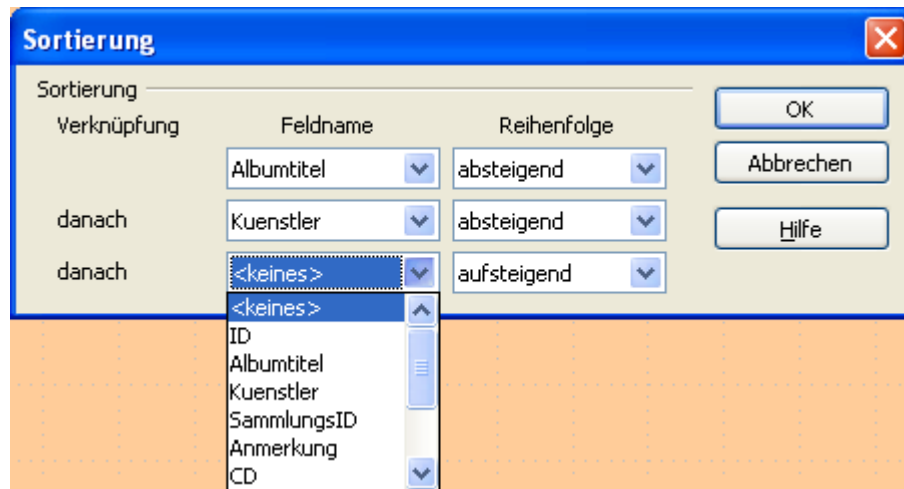 Sortierung
Sortierung
Verknüpfung Feldname Reihenfolge
OK
Albumtitel absteigend
Abbrechen
danach Kuenstler absteigend
Hilfe
danach <keines> aufsteigend
<keines>
ID
Albumtitel
Kuenstler
SammlungsID
Anmerkung
CD